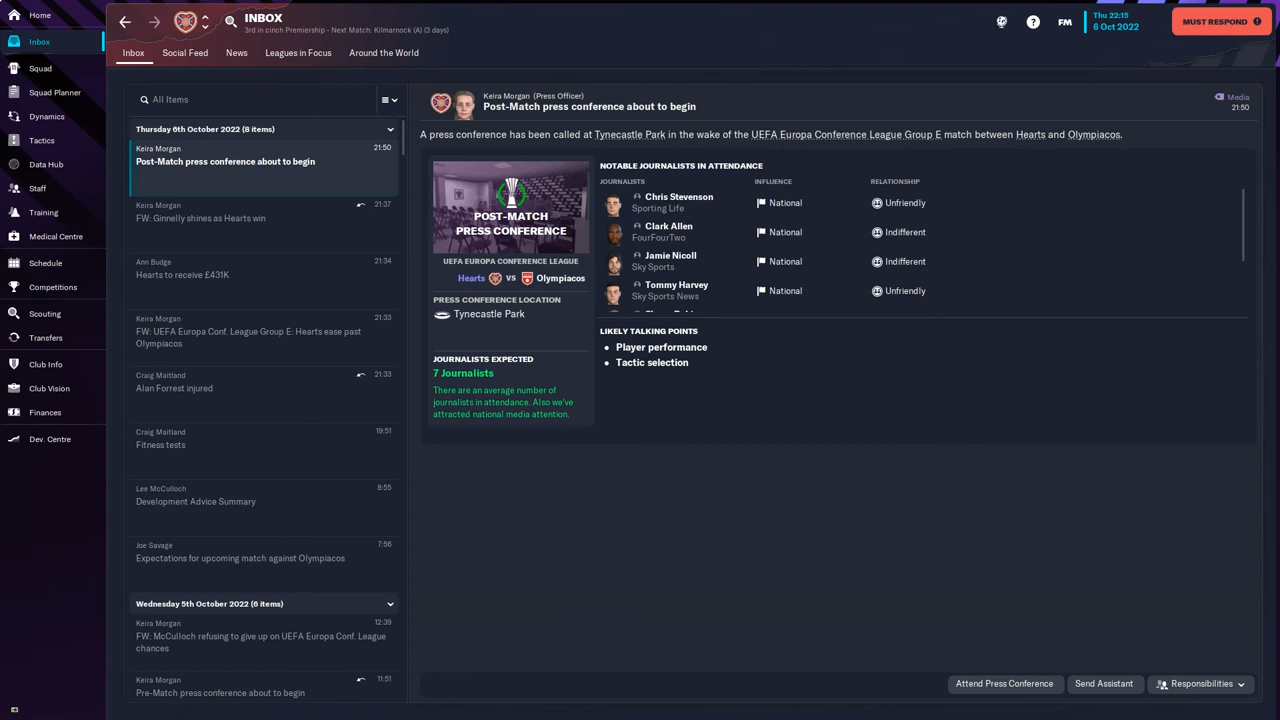 Home
Inbox
Squad
Squad Planner
Dynamics
Tactics
Data Hub
Staff
Training
Medical Centre
Schedule
Competitions
Scouting
Transfers
Club Info
Club Vision
Finances
Dev. Centre
INBOX
3rd in cinch Premiership - Next Match: Kilmarnock (A) (3 days)
FM
Thu 22:15
6 Oct 2022
MUST RESPOND
Inbox
Social Feed
News
Leagues in Focus
Around the World
All Items
Thursday 6th October 2022 (8 items)
Keira Morgan 21:50
Post-Match press conference about to begin
Keira Morgan 21:37
FW: Ginnelly shines as Hearts win
Ann Budge 21:34
Hearts to receive £431K
Keira Morgan 21:33
FW: UEFA Europa Conf. League Group E: Hearts ease past
Olympiacos
Craig Maitland 21:33
Alan Forrest injured
Craig Maitland 19:51
Fitness tests
Lee McCulloch 8:55
Development Advice Summary
Joe Savage 7:56
Expectations for upcoming match against Olympiacos
Wednesday 5th October 2022 (6 items)
Keira Morgan 12:39
FW: McCulloch refusing to give up on UEFA Europa Conf. League
chances
Keira Morgan 11:51
Pre-Match press conference about to begin
Keira Morgan (Press Officer)
Post-Match press conference about to begin
Media
21:50
A press conference has been called at Tynecastle Park in the wake of the UEFA Europa Conference League Group E match between Hearts and Olympiacos.
POST-MATCH
PRESS CONFERENCE
UEFA EUROPA CONFERENCE LEAGUE
Hearts VS Olympiacos
PRESS CONFERENCE LOCATION
Tynecastle Park
JOURNALISTS EXPECTED
7 Journalists
There are an average number of
journalists in attendance. Also we've
attracted national media attention.
NOTABLE JOURNALISTS IN ATTENDANCE
JOURNALISTS INFLUENCE RELATIONSHIP
Chris Stevenson
Sporting Life
National
Unfriendly
Clark Allen
FourFourTwo
National
Indifferent
Jamie Nicoll
Sky Sports
National
Indifferent
Tommy Harvey
Sky Sports News
National
Unfriendly
LIKELY TALKING POINTS
Player performance
Tactic selection
Attend Press Conference
Send Assistant
Responsibilities